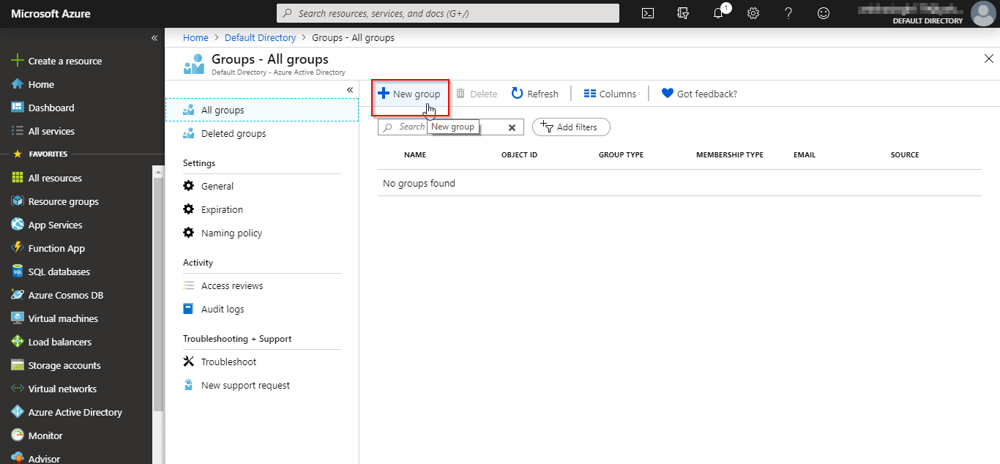 Microsoft Azure
Search resources, services, and docs (G+/)
1
DEFAULT DIRECTORY
Create a resource
Home
Dashboard
All services
FAVORITES
All resources
Resource groups
App Services
Function App
SQL databases
Azure Cosmos DB
Virtual machines
Load balancers
Storage accounts
Virtual networks
Azure Active Directory
Monitor
Advisor
Home > Default Directory > Groups - All groups
Groups - All groups
Default Directory - Azure Active Directory
All groups
Deleted groups
Settings
General
Expiration
Naming policy
Activity
Access reviews
Audit logs
Troubleshooting + Support
Troubleshoot
New support request
New group Delete Refresh Columns Got feedback?
Search New group Add filters
NAME OBJECT ID GROUP TYPE MEMBERSHIP TYPE EMAIL SOURCE
No groups found